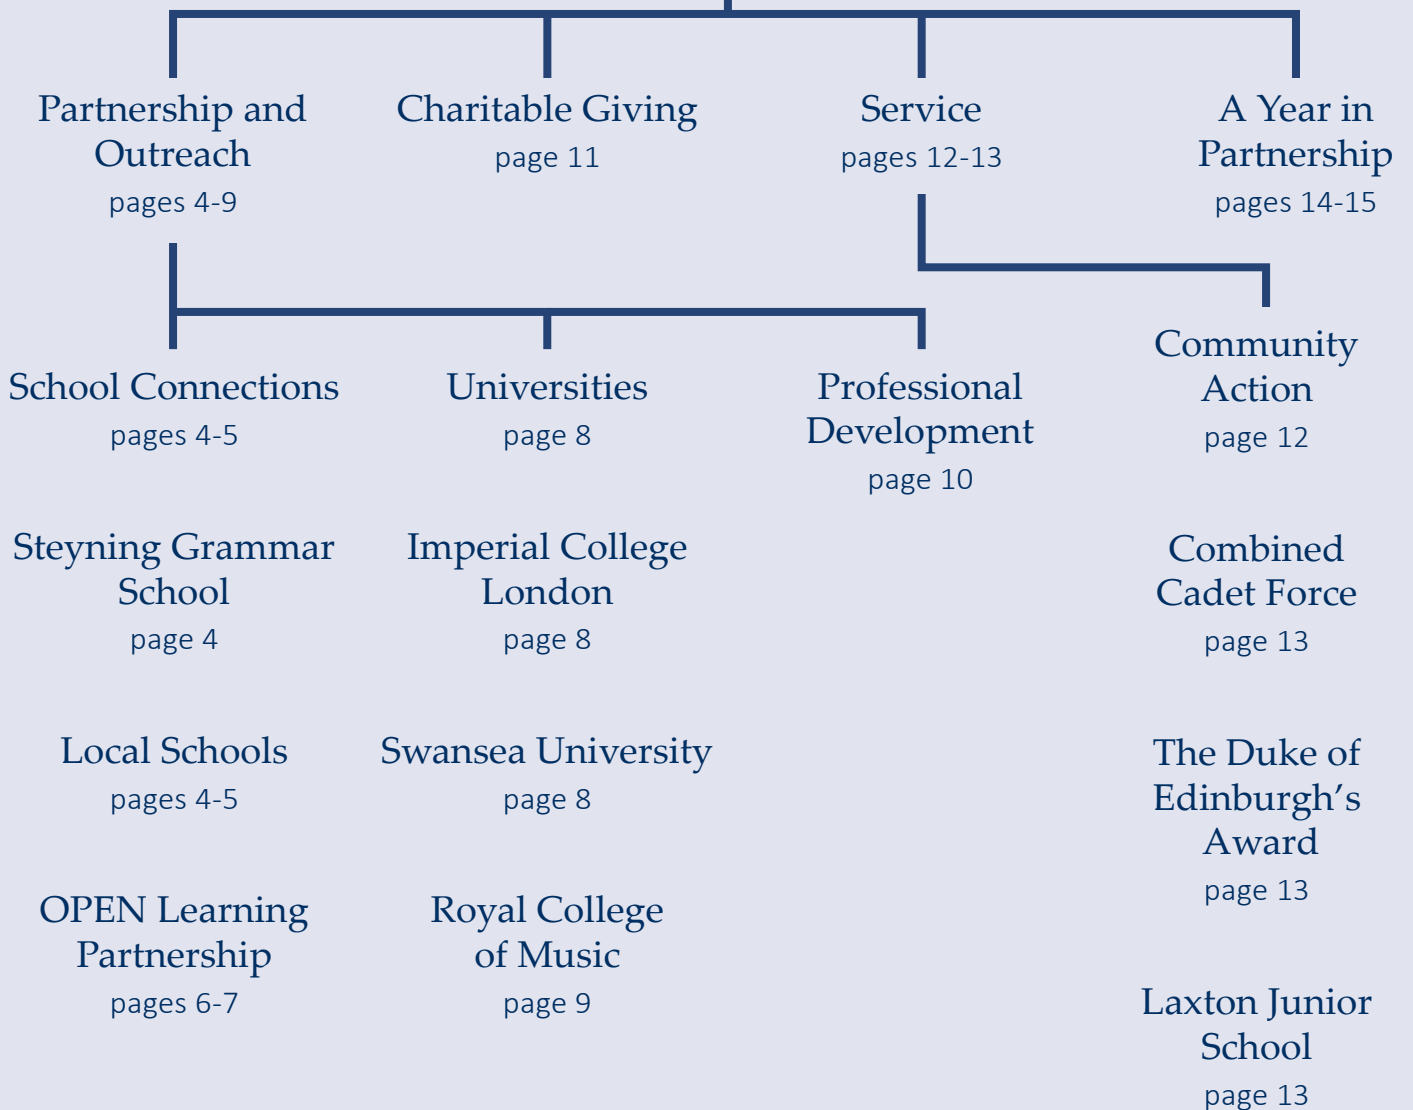 Partnership and
Outreach
pages 4-9
Charitable Giving
page 11
Service
pages 12-13
A Year in
Partnership
pages 14-15
School Connections
pages 4-5
Steyning Grammar
School
page 4
Local Schools
pages 4-5
OPEN Learning
Partnership
pages 6-7
Universities
page 8
Imperial College
London
page 8
Swansea University
page 8
Royal College
of Music
page 9
Professional
Development
page 10
Community
Action
page 12
Combined
Cadet Force
page 13
The Duke of
Edinburgh’s
Award
page 13
Laxton Junior
School
page 13